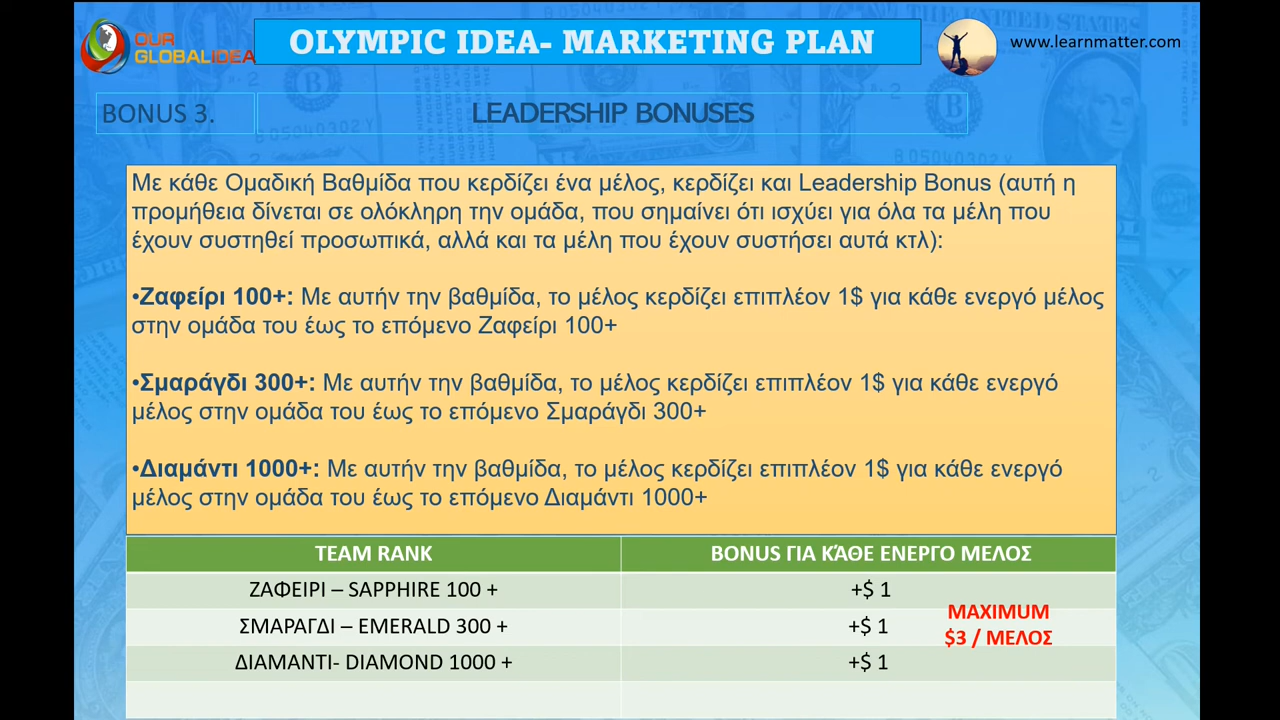 OUR
GLOBALIDEA
OLYMPIC IDEA- MARKETING PLAN
www.learnmatter.com
BONUS 3.
LEADERSHIP BONUSES
Με κάθε Ομαδική Βαθμίδα που κερδίζει ένα μέλος, κερδίζει και Leadership Bonus (αυτή η
προμήθεια δίνεται σε ολόκληρη την ομάδα, που σημαίνει ότι ισχύει για όλα τα μέλη που
έχουν συστηθεί προσωπικά, αλλά και τα μέλη που έχουν συστήσει αυτά κτλ):
•Ζαφείρι 100+: Με αυτήν την βαθμίδα, το μέλος κερδίζει επιπλέον 1$ για κάθε ενεργό μέλος
στην ομάδα του έως το επόμενο Ζαφείρι 100+
•Σμαράγδι 300+: Με αυτήν την βαθμίδα, το μέλος κερδίζει επιπλέον 1$ για κάθε ενεργό
μέλος στην ομάδα του έως το επόμενο Σμαράγδι 300+
•Διαμάντι 1000+: Με αυτήν την βαθμίδα, το μέλος κερδίζει επιπλέον 1$ για κάθε ενεργό
μέλος στην ομάδα του έως το επόμενο Διαμάντι 1000+
TEAM RANK
BONUS ΓΙΑ ΚΆΘΕ ΕΝΕΡΓΟ ΜΕΛΟΣ
ΖΑΦΕΙΡΙ – SAPPHIRE 100 +
+$ 1
ΣΜΑΡΑΓΔΙ – EMERALD 300 +
+$ 1
ΔΙΑΜΑΝΤΙ- DIAMOND 1000 +
+$ 1
MAXIMUM
$3 / ΜΕΛΟΣ